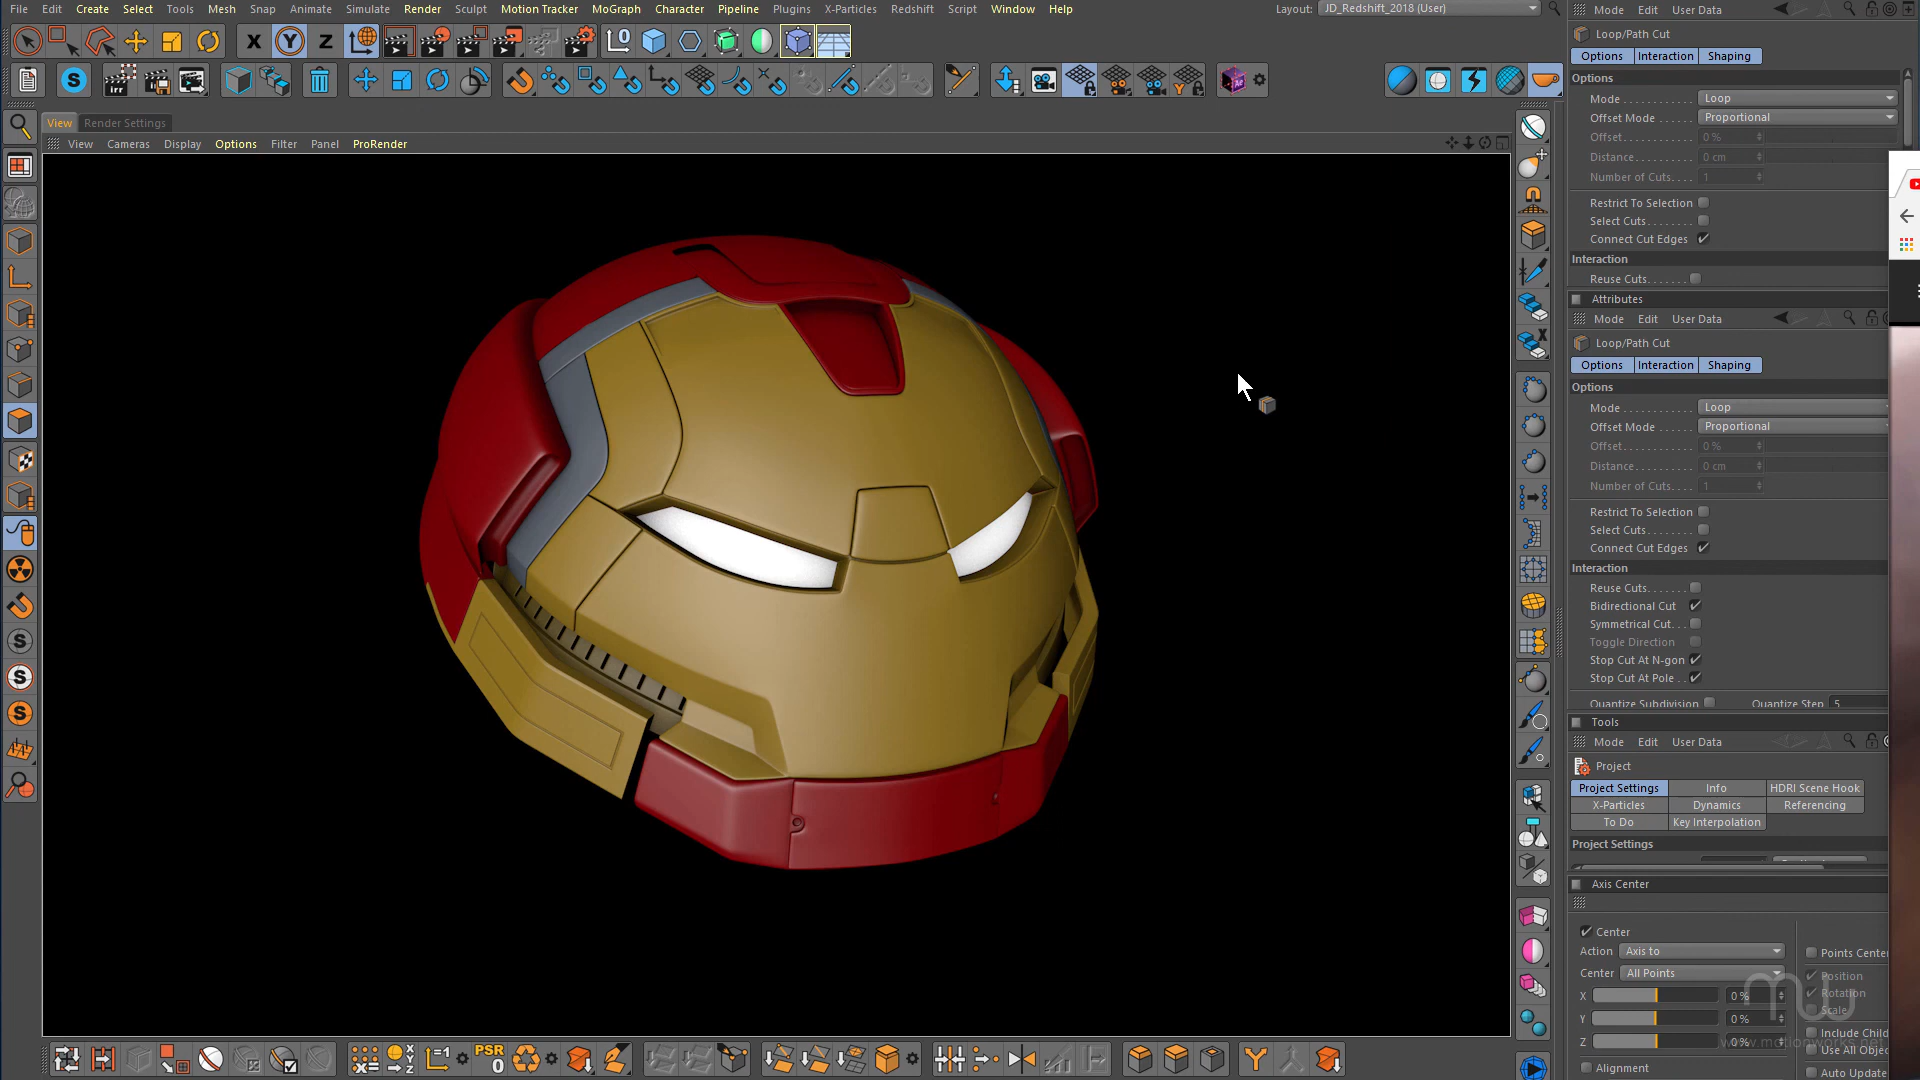 File Edit Create Select Tools Mesh Snap Animate Simulate Render Sculpt Motion Tracker MoGraph Character Pipeline Plugins X-Particles Redshift Script Window Help Layout: JD_Redshift_2018 (User)
X Y Z
S irr
View Render Settings
View Cameras Display Options Filter Panel ProRender
S
S
S
PSR
0
Mode Edit User Data
Loop/Path Cut
Options Interaction Shaping
Options
Mode Loop
Offset Mode Proportional
Offset 0 %
Distance 0 cm
Number of Cuts 1
Restrict To Selection
Select Cuts
Connect Cut Edges
Interaction
Reuse Cuts
Attributes
Mode Edit User Data
Loop/Path Cut
Options Interaction Shaping
Options
Mode Loop
Offset Mode Proportional
Offset 0 %
Distance 0 cm
Number of Cuts 1
Restrict To Selection
Select Cuts
Connect Cut Edges
Interaction
Reuse Cuts
Bidirectional Cut
Symmetrical Cut
Toggle Direction
Stop Cut At N-gon
Stop Cut At Pole
Quantize Subdivision Quantize Step 5
Tools
Mode Edit User Data
Project
Project Settings Info HDRI Scene Hook
X-Particles Dynamics Referencing
To Do Key Interpolation
Project Settings
Axis Center
Center
Action Axis to Points Center
Center All Points Position
X 0 % Rotation
Scale
Y 0 % Include Child
Z 0 % Use All Obje
www.motionworks.net
Alignment Auto Update